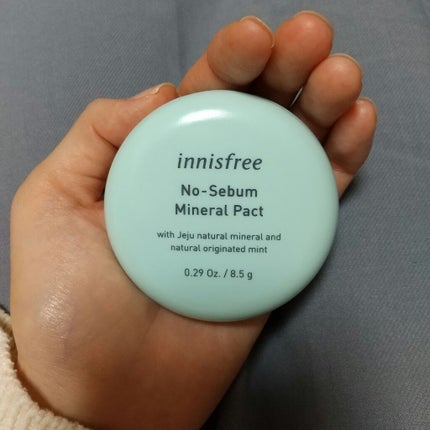 innisfree
No-Sebum
Mineral Pact
with Jeju natural mineral and
natural originated mint
0.29 Oz. / 8.5 g